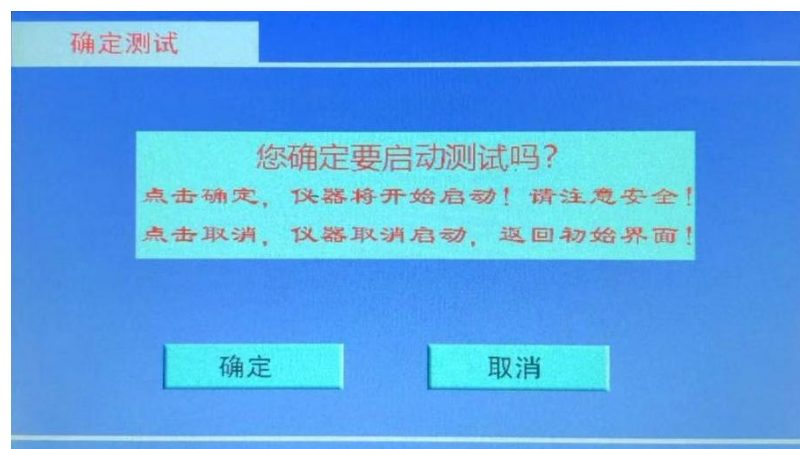 确定测试
您确定要启动测试吗？
点击确定，仪器将开始启动！请注意安全！
点击取消，仪器取消启动，返回初始界面！
确定
取消